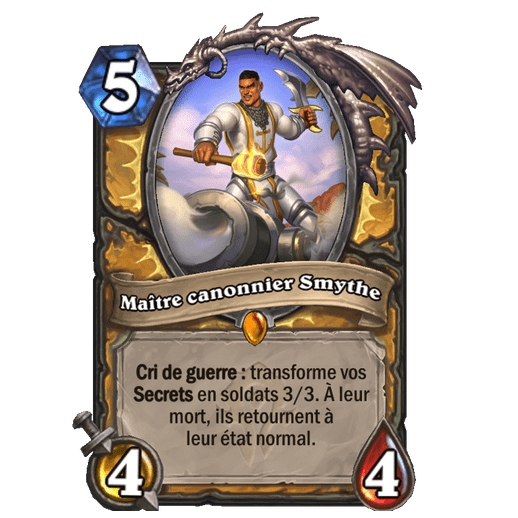 5
Maître canonnier Smythe
Cri de guerre : transforme vos
Secrets en soldats 3/3. À leur
mort, ils retournent à
leur état normal.
4
4